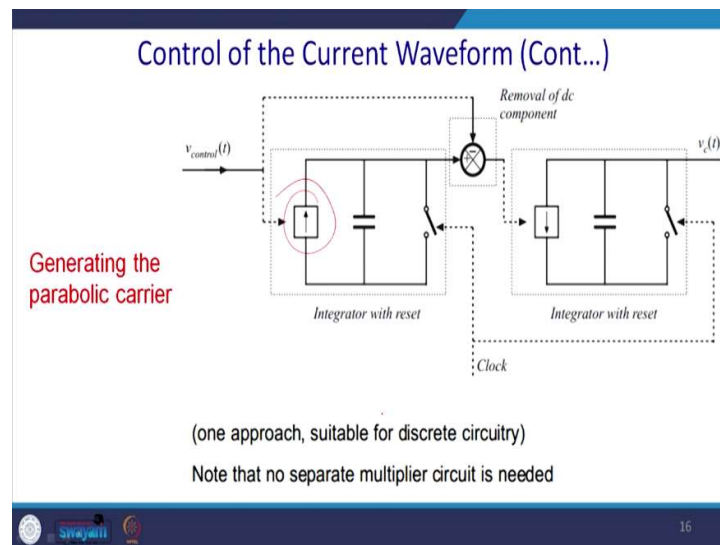 Control of the Current Waveform (Cont...)
Removal of dc
component
v_control(t)
v_c(t)
Generating the
parabolic carrier
Integrator with reset
Integrator with reset
Clock
(one approach, suitable for discrete circuitry)
Note that no separate multiplier circuit is needed
swayam
16